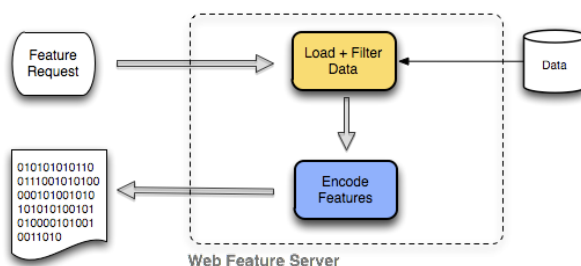 Feature
Request
Load + Filter
Data
Data
010101010110
0111001010100
000101001010
101010100101
010000101001
0011010
Encode
Features
Web Feature Server